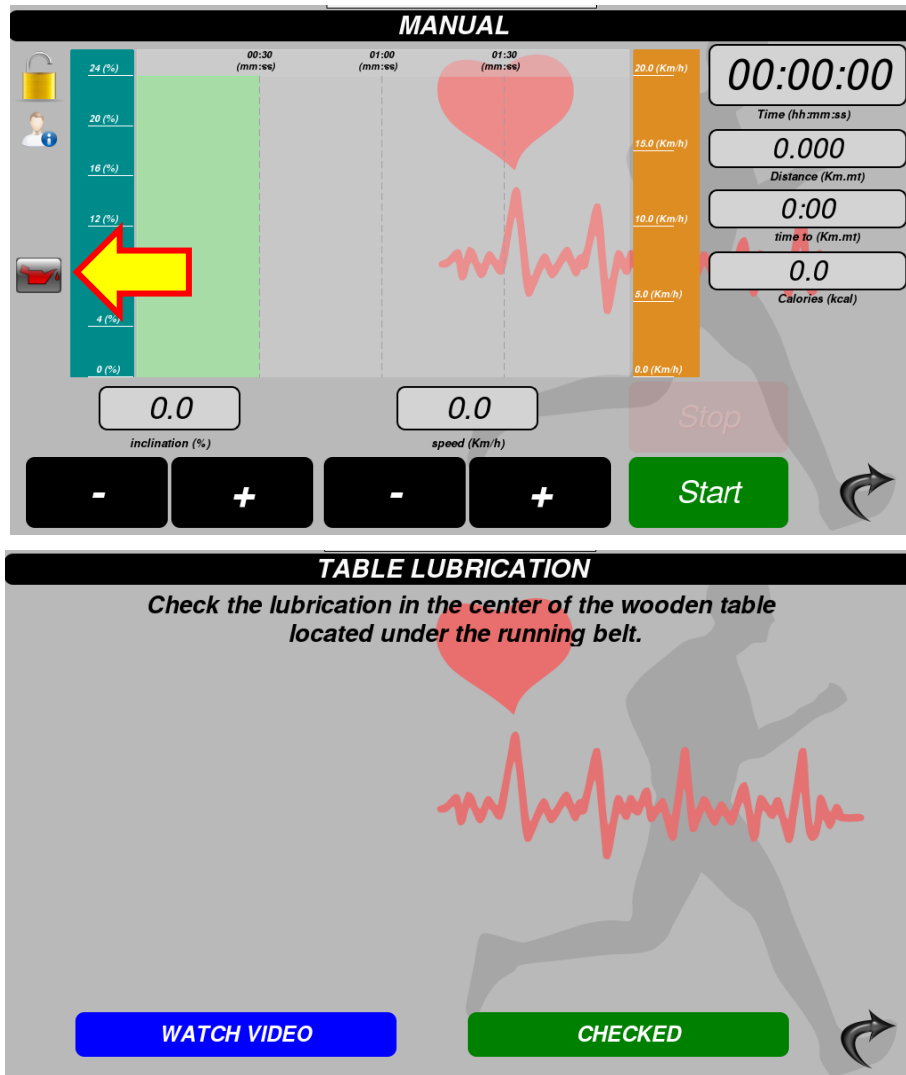 MANUAL
00:30 01:00 01:30
(mm:ss) (mm:ss) (mm:ss)
24 (%)
20 (%)
16 (%)
12 (%)
4 (%)
0 (%)
20.0 (Km/h)
15.0 (Km/h)
10.0 (Km/h)
5.0 (Km/h)
0.0 (Km/h)
00:00:00
Time (hh:mm:ss)
0.000
Distance (Km.mt)
0:00
time to (Km.mt)
0.0
Calories (kcal)
0.0 0.0
inclination (%) speed (Km/h)
Stop
- + - + Start
TABLE LUBRICATION
Check the lubrication in the center of the wooden table
located under the running belt.
WATCH VIDEO CHECKED